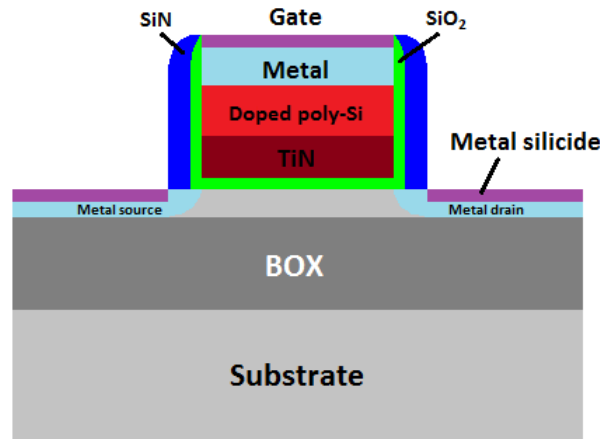 SiN
Gate
SiO₂
Metal
Doped poly-Si
TiN
Metal silicide
Metal source
Metal drain
BOX
Substrate